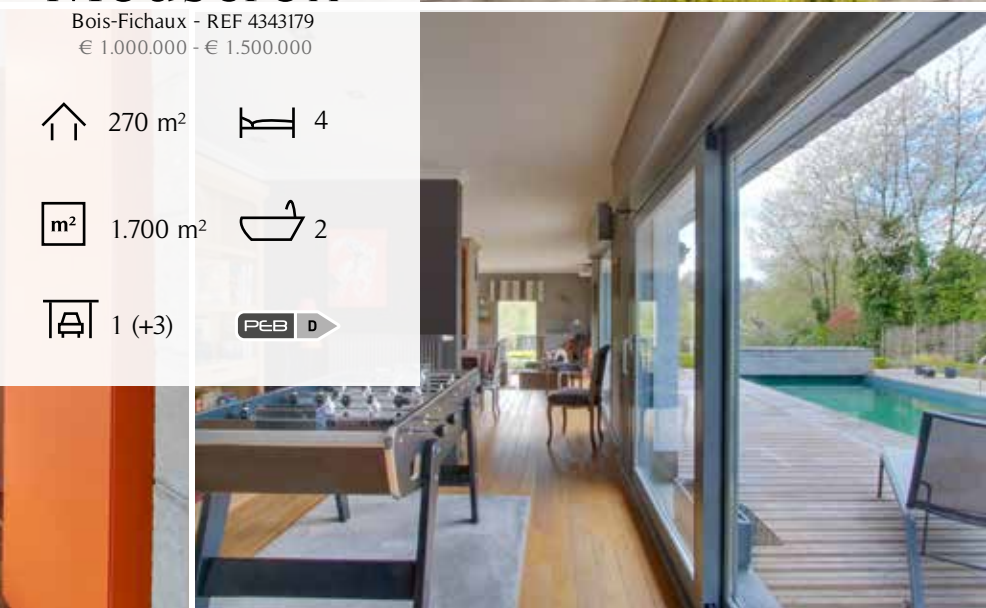 Bois-Fichaux - REF 4343179
€ 1.000.000 - € 1.500.000
270 m²
4
m²
1.700 m²
2
1 (+3)
PEB D